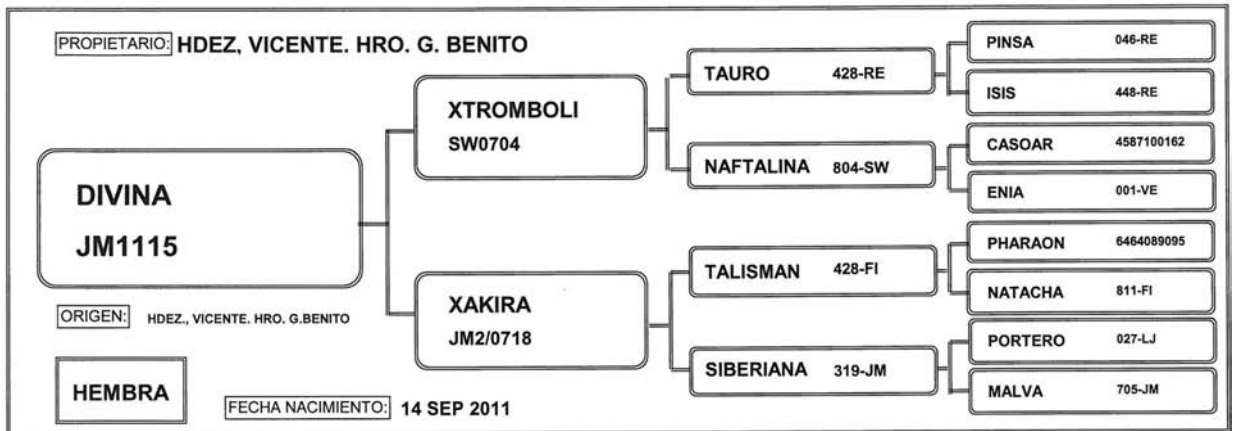 PROPIETARIO: HDEZ, VICENTE. HRO. G. BENITO
DIVINA
JM1115
ORIGEN: HDEZ., VICENTE. HRO. G.BENITO
HEMBRA
FECHA NACIMIENTO: 14 SEP 2011
XTROMBOLI
SW0704
XAKIRA
JM2/0718
TAURO 428-RE
NAFTALINA 804-SW
TALISMAN 428-FI
SIBERIANA 319-JM
PINSA 046-RE
ISIS 448-RE
CASOAR 4587100162
ENIA 001-VE
PHARAON 6464089095
NATACHA 811-FI
PORTERO 027-LJ
MALVA 705-JM